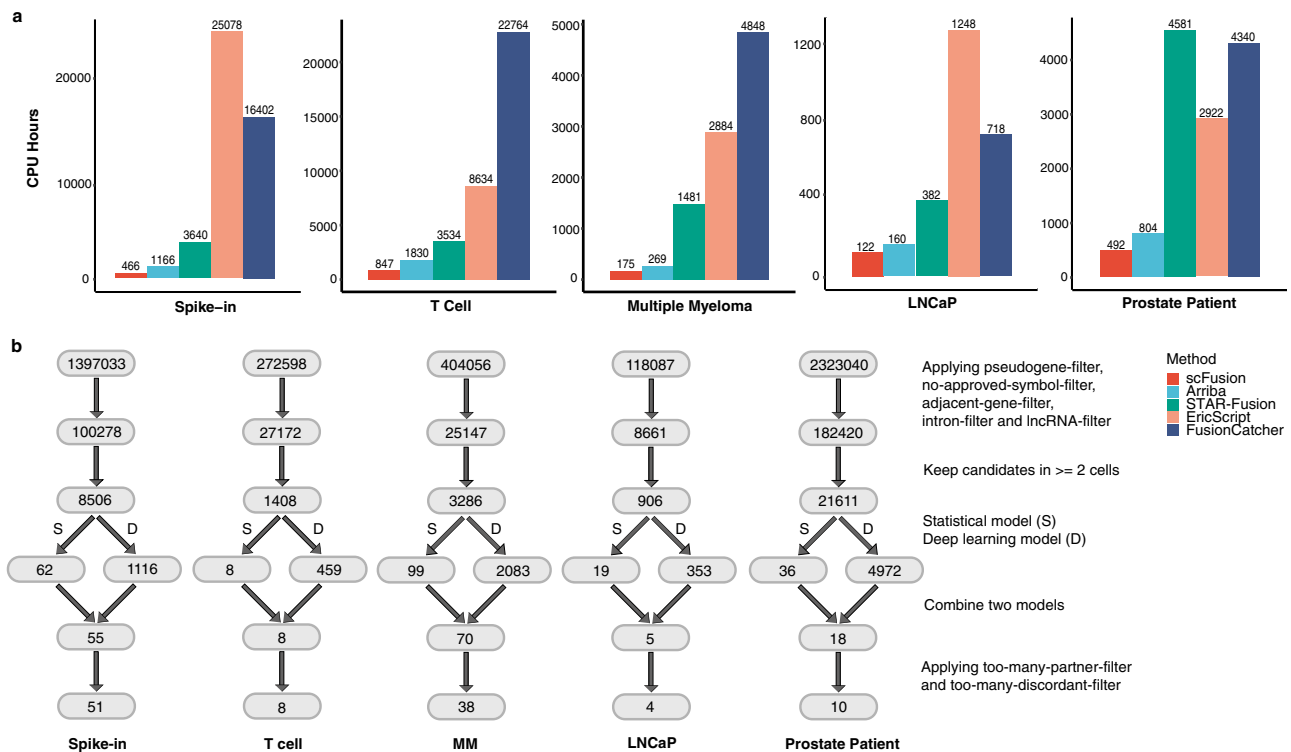 a
CPU Hours
20000
10000
0
466
1166
3640
25078
16402
Spike–in
20000
15000
10000
5000
0
847
1830
3534
8634
22764
T Cell
5000
4000
3000
2000
1000
0
175
269
1481
2884
4848
Multiple Myeloma
1200
800
400
0
122
160
382
1248
718
LNCaP
4000
3000
2000
1000
0
492
804
4581
2922
4340
Prostate Patient
b
1397033
272598
404056
118087
2323040
Applying pseudogene-filter,
no-approved-symbol-filter,
adjacent-gene-filter,
intron-filter and lncRNA-filter
100278
27172
25147
8661
182420
Keep candidates in >= 2 cells
8506
1408
3286
906
21611
S D
S D
S D
S D
S D
Statistical model (S)
Deep learning model (D)
62 1116
8 459
99 2083
19 353
36 4972
Combine two models
55
8
70
5
18
Applying too-many-partner-filter
and too-many-discordant-filter
51
8
38
4
10
Spike-in
T cell
MM
LNCaP
Prostate Patient
Method
scFusion
Arriba
STAR-Fusion
EricScript
FusionCatcher